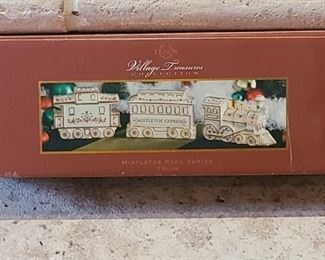 LENOX
Village Treasures
COLLECTION
MISTLETOE EXPRESS
MISTLETOE PARK SERIES
TRAIN